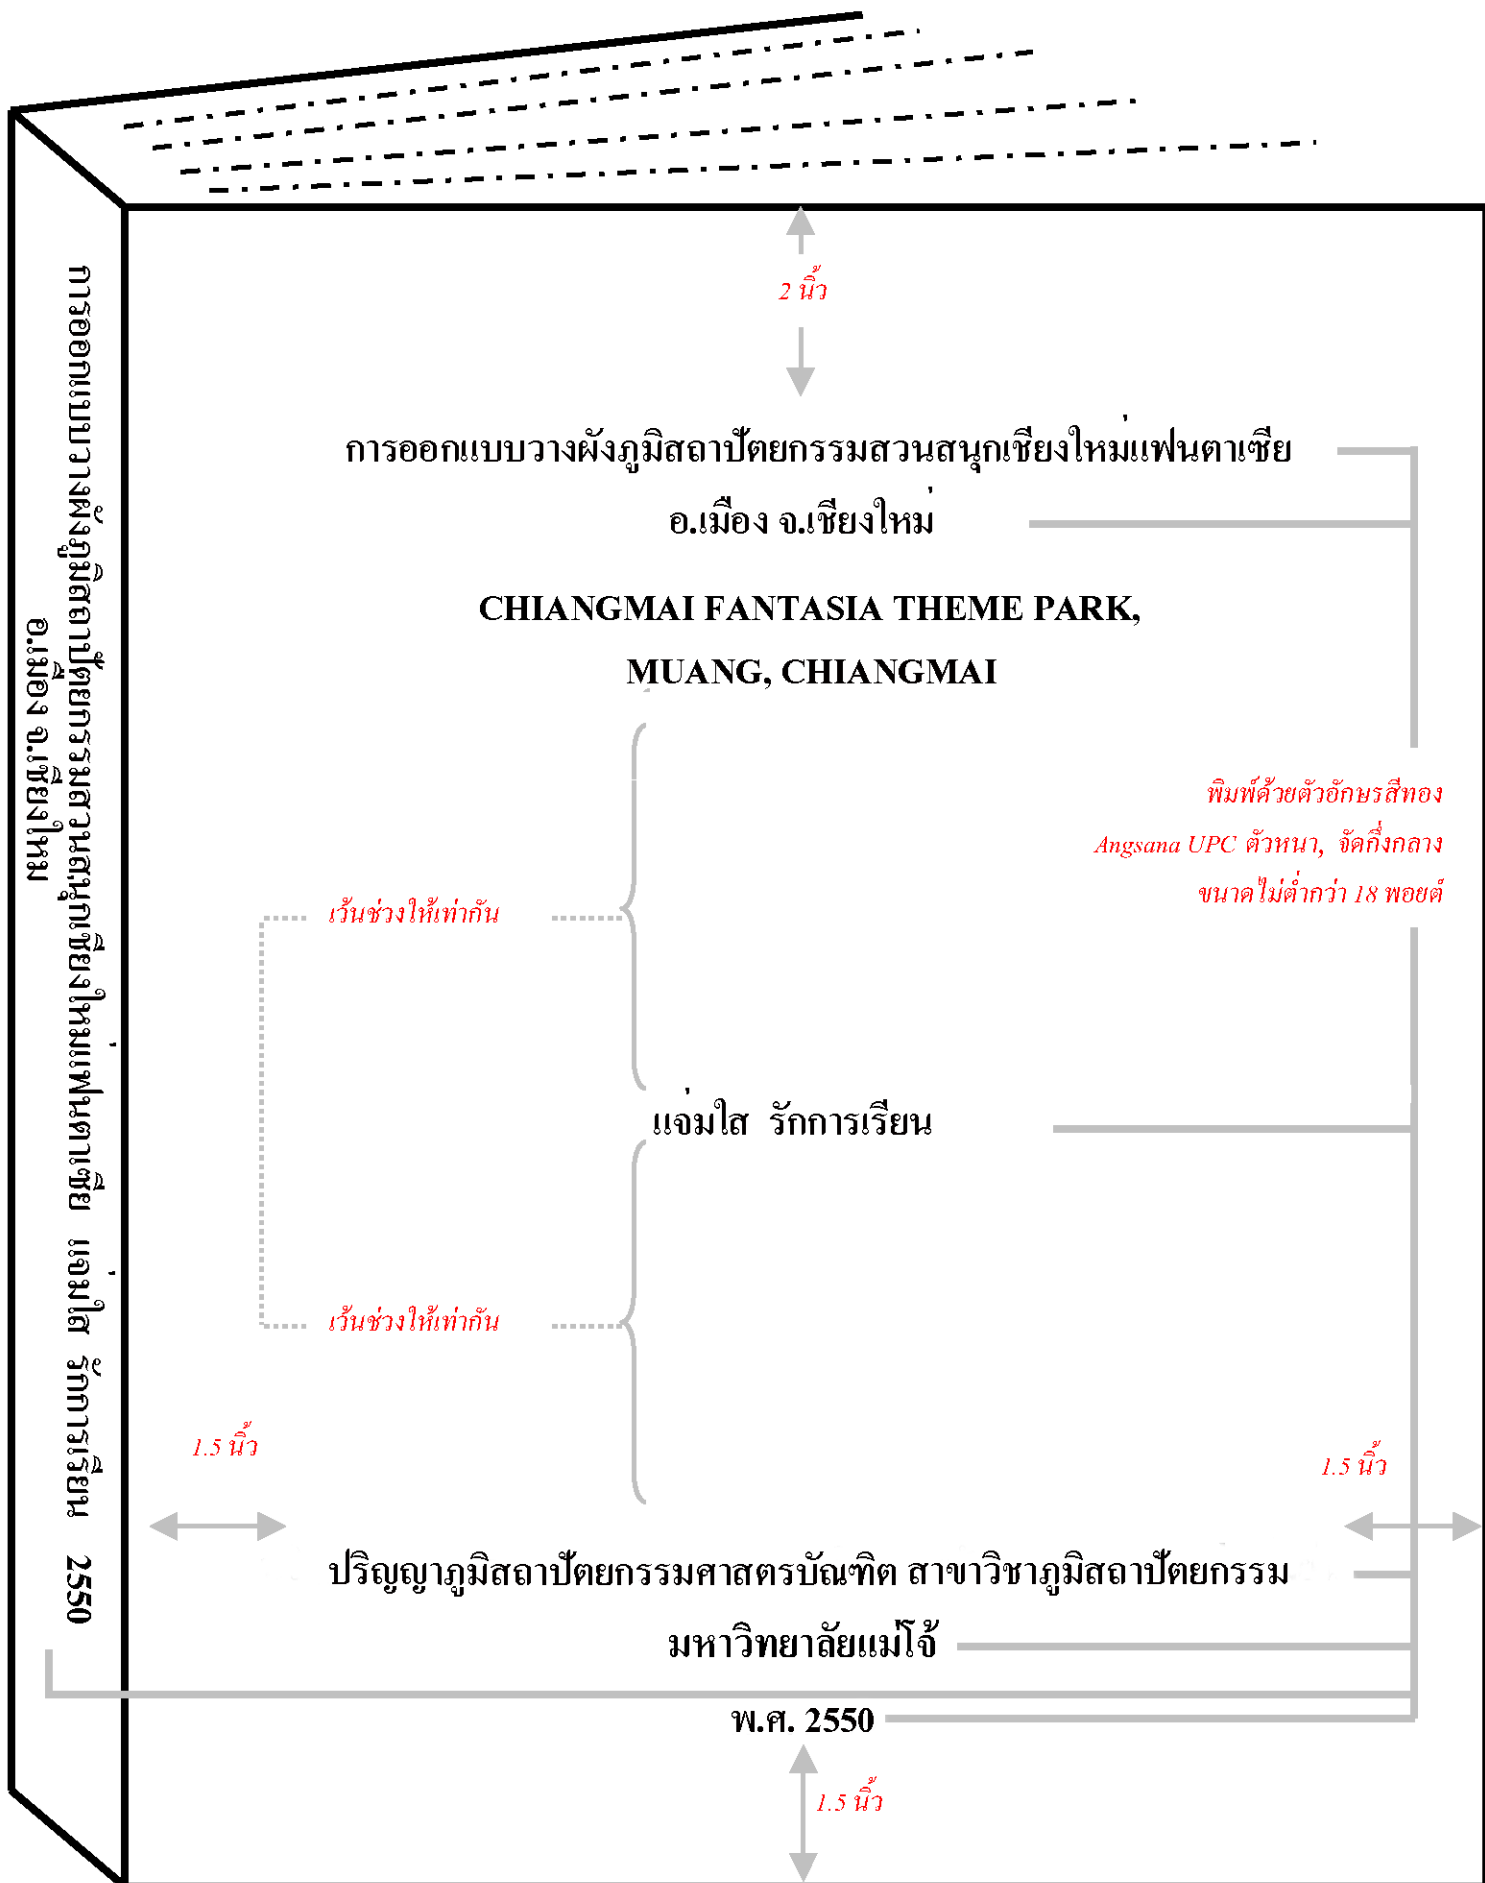 การออกแบบวางผังภูมิสถาปัตยกรรมสวนสนุกเชียงใหม่แฟนตาเซีย แจ่มใส รักการเรียน 2550
อ.เมือง จ.เชียงใหม่
2 นิ้ว
การออกแบบวางผังภูมิสถาปัตยกรรมสวนสนุกเชียงใหม่แฟนตาเซีย
อ.เมือง จ.เชียงใหม่
CHIANGMAI FANTASIA THEME PARK,
MUANG, CHIANGMAI
พิมพ์ด้วยตัวอักษรสีทอง
Angsana UPC ตัวหนา, จัดกึ่งกลาง
ขนาดไม่ต่ำกว่า 18 พอยต์
เว้นช่วงให้เท่ากัน
แจ่มใส รักการเรียน
เว้นช่วงให้เท่ากัน
1.5 นิ้ว
1.5 นิ้ว
ปริญญาภูมิสถาปัตยกรรมศาสตรบัณฑิต สาขาวิชาภูมิสถาปัตยกรรม
มหาวิทยาลัยแม่โจ้
พ.ศ. 2550
1.5 นิ้ว